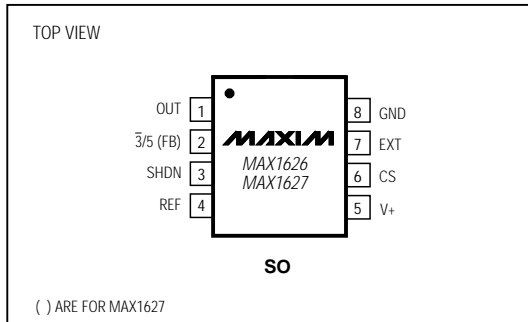 TOP VIEW
OUT 1
3̅/5 (FB) 2
SHDN 3
REF 4
MAXIM
MAX1626
MAX1627
8 GND
7 EXT
6 CS
5 V+
SO
( ) ARE FOR MAX1627